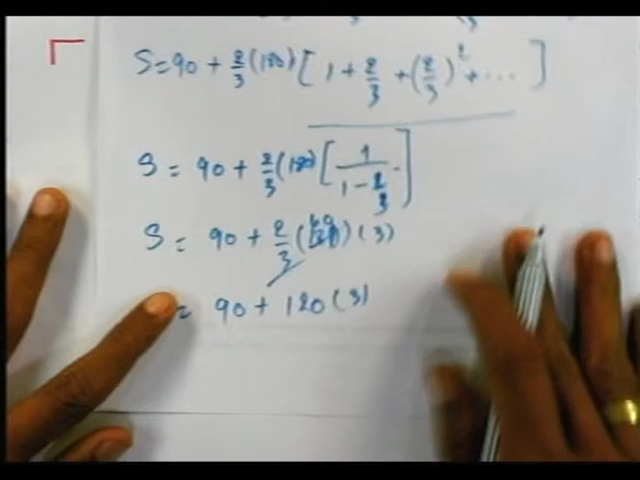 S = 90 + 2/3 (180) [ 1 + 2/3 + (2/3)^2 + ... ]
S = 90 + 2/3 (180) [ 1 / 1 - 2/3 ]
S = 90 + 2/3 (180) (3)
= 90 + 120 (3)